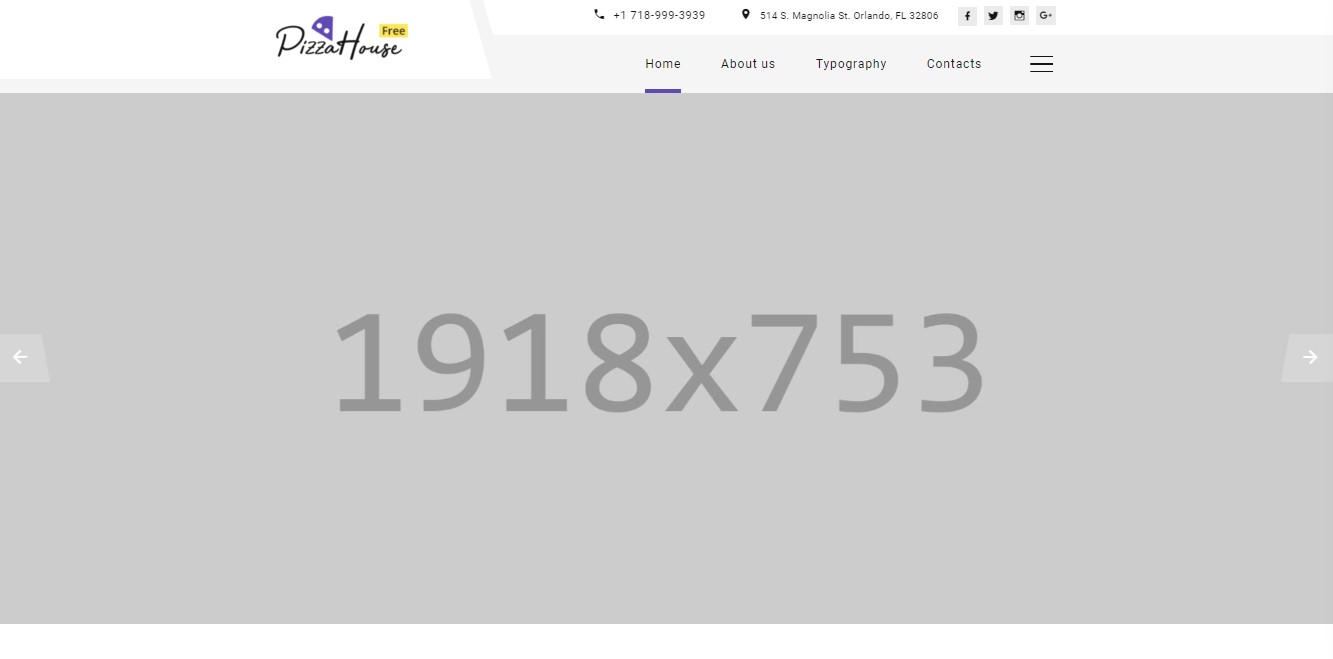 PizzaHouse Free
+1 718-999-3939
514 S. Magnolia St. Orlando, FL 32806
G+
Home
About us
Typography
Contacts
1918x753